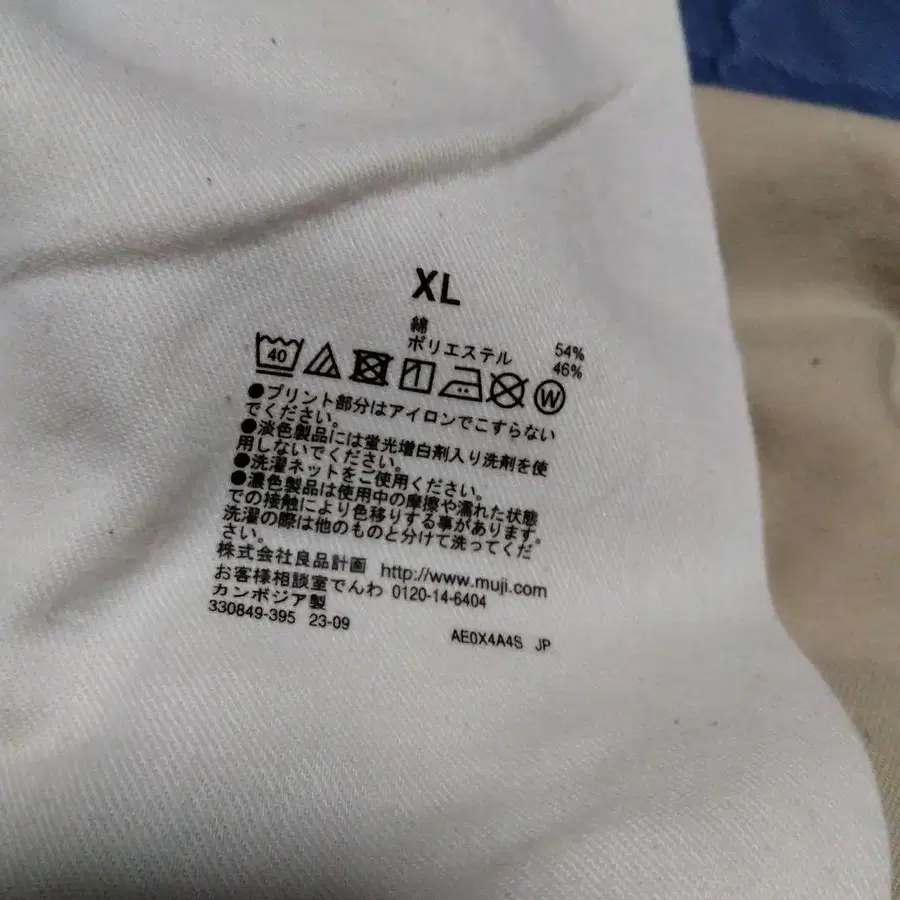 XL
綿 54%
ポリエステル 46%
40 W
●プリント部分はアイロンでこすらない
でください。
●淡色製品には蛍光増白剤入り洗剤を使
用しないでください。
●洗濯ネットをご使用ください。
●濃色製品は使用中の摩擦や濡れた状態
での接触により色移りする事があります。
洗濯の際は他のものと分けて洗ってくだ
さい。
株式会社良品計画 http://www.muji.com
お客様相談室でんわ 0120-14-6404
カンボジア製
330849-395 23-09 AE0X4A4S JP